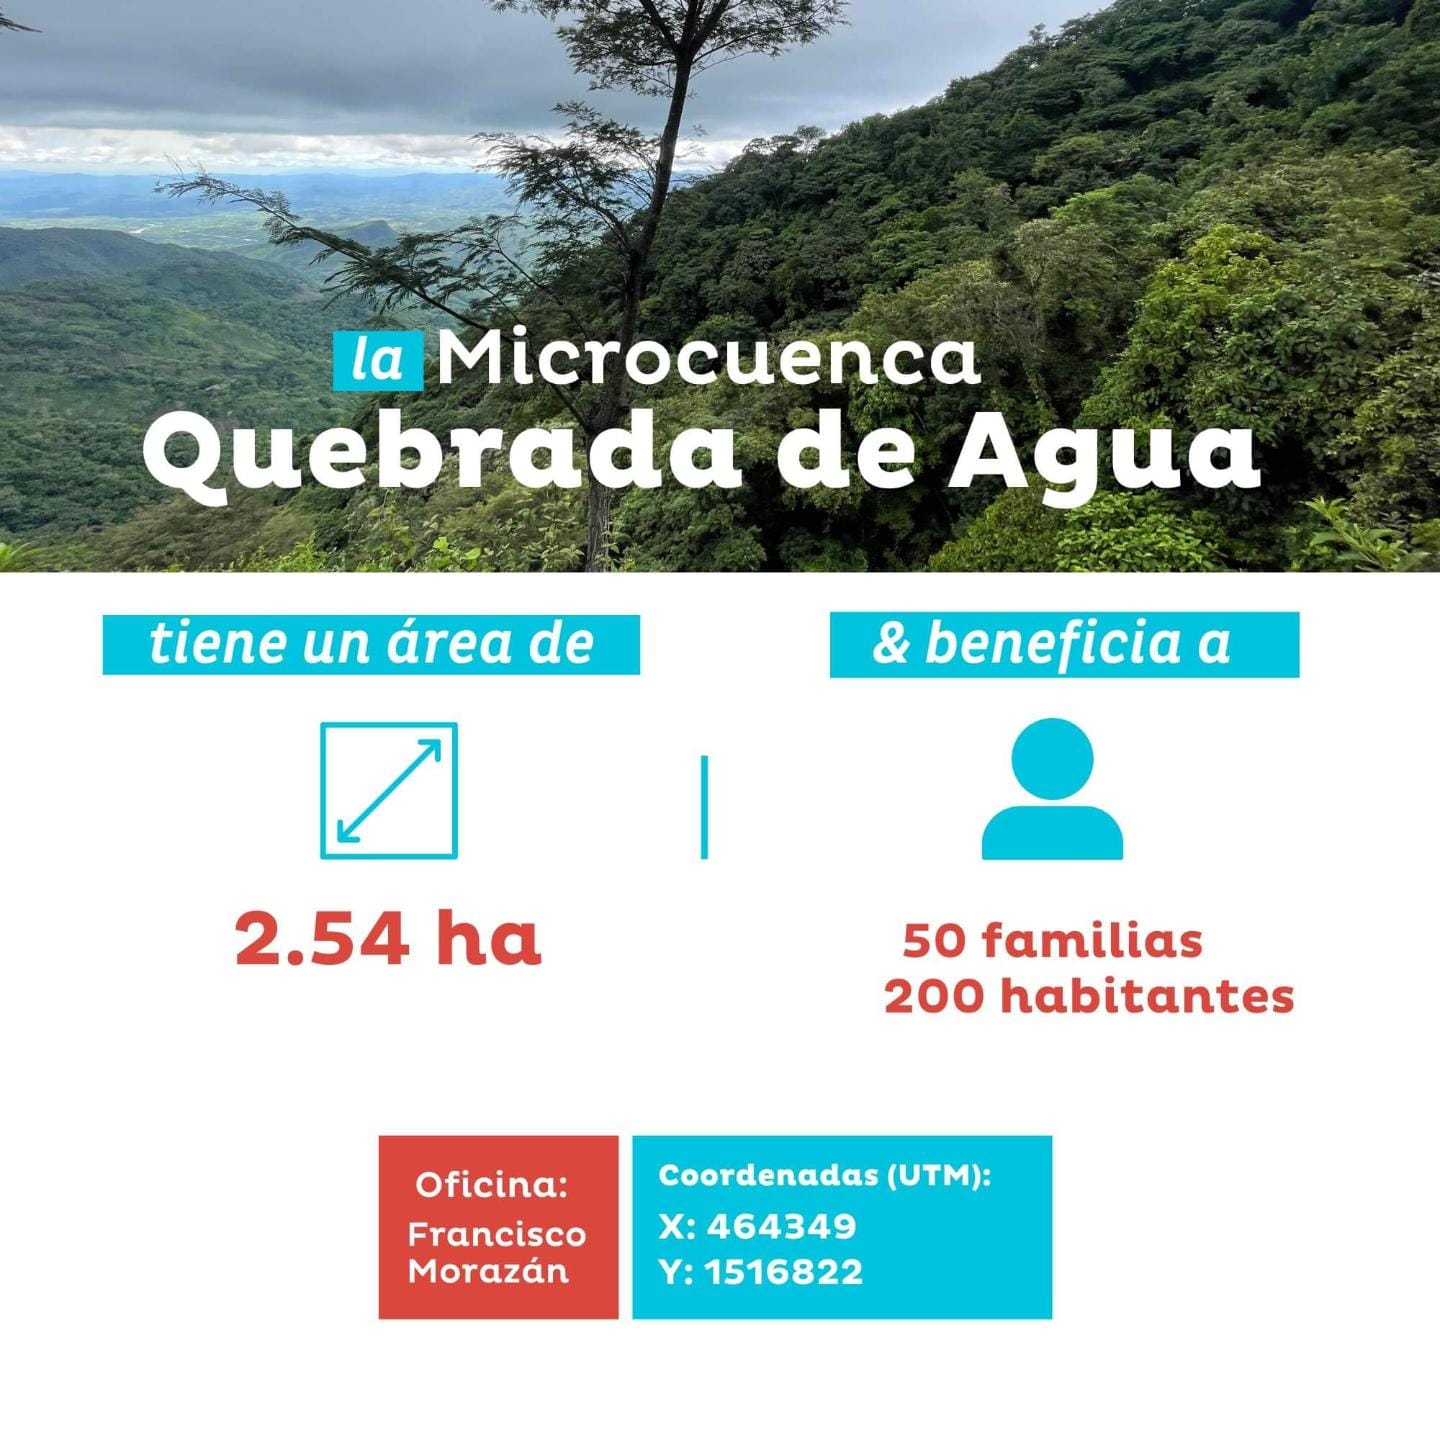 la Microcuenca
Quebrada de Agua
tiene un área de
& beneficia a
2.54 ha
50 familias
200 habitantes
Oficina:
Francisco
Morazán
Coordenadas (UTM):
X: 464349
Y: 1516822